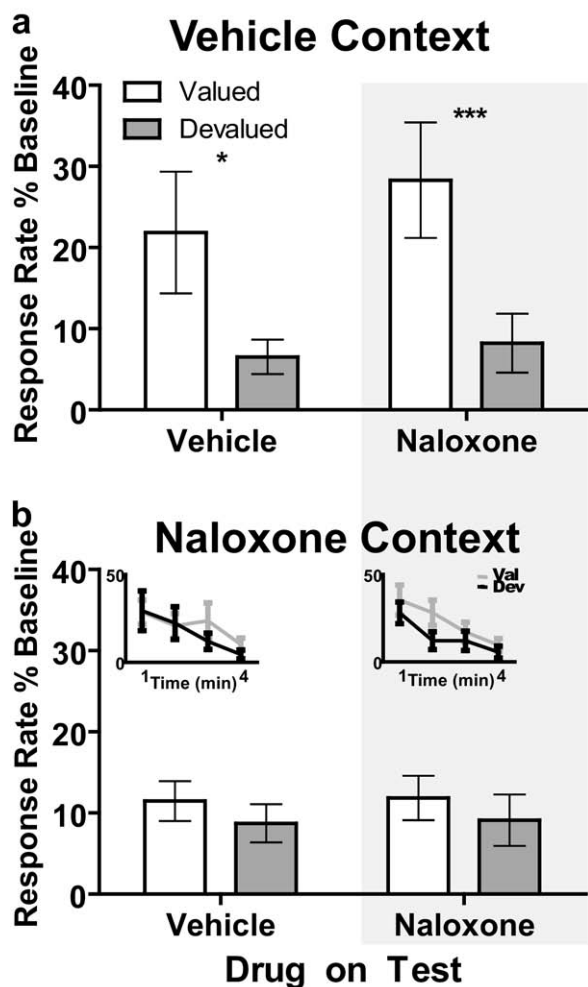 a
Vehicle Context
Response Rate % Baseline
40
30
20
10
0
Valued
Devalued
*
***
Vehicle Naloxone
b
Naloxone Context
Response Rate % Baseline
40
30
20
10
0
50
0
1 Time (min) 4
50
0
Val
Dev
1 Time (min) 4
Vehicle Naloxone
Drug on Test